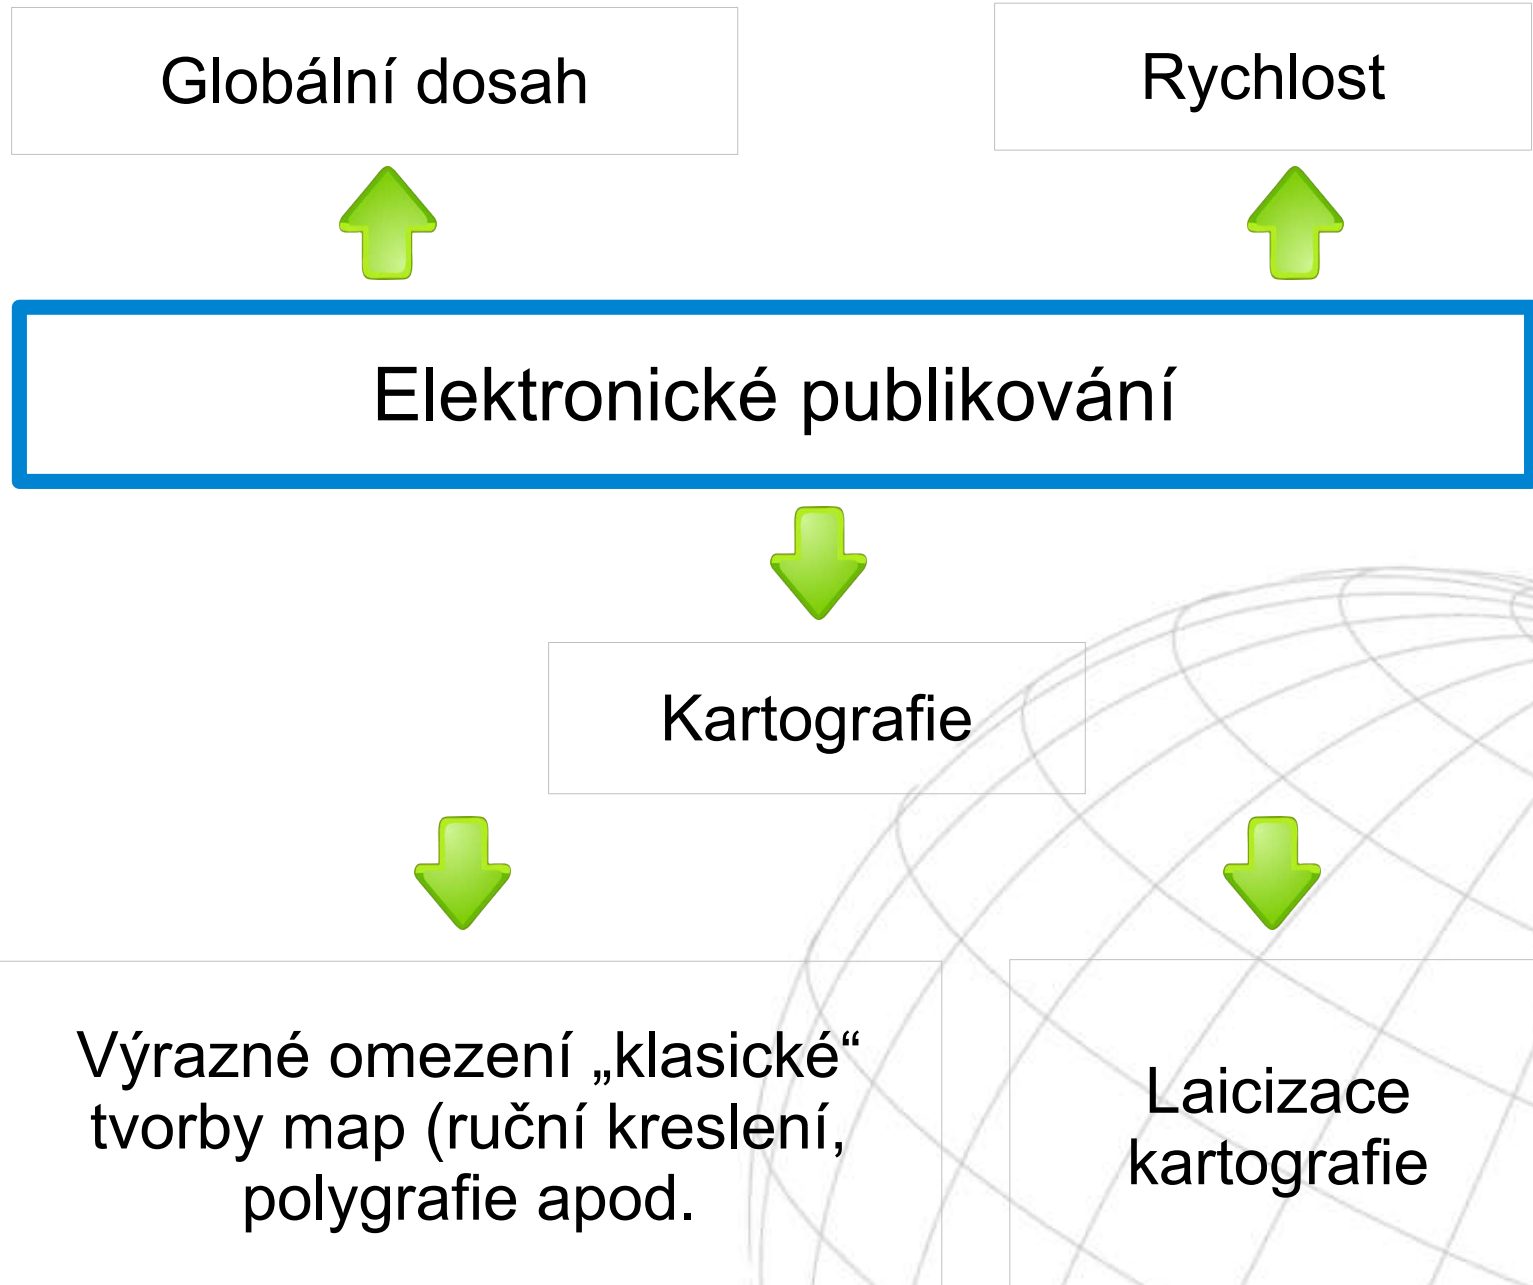 Globální dosah
Rychlost
Elektronické publikování
Kartografie
Výrazné omezení „klasické“
tvorby map (ruční kreslení,
polygrafie apod.
Laicizace
kartografie